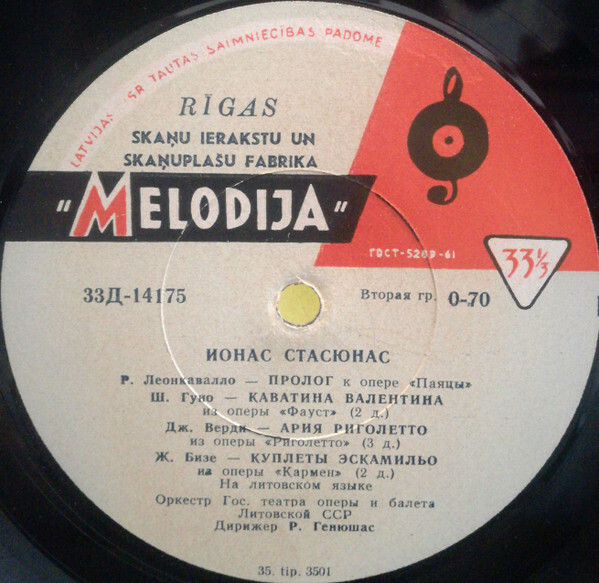 LATVIJAS PSR TAUTAS SAIMNIECĪBAS PADOME
RĪGAS
SKAŅU IERAKSTU UN
SKAŅUPLAŠU FABRIKA
"MELODIJA"
ГОСТ-5289-61
33⅓
33Д-14175
Вторая гр. 0-70
ИОНАС СТАСЮНАС
Р. Леонкавалло — ПРОЛОГ к опере «Паяцы»
Ш. Гуно — КАВАТИНА ВАЛЕНТИНА
из оперы «Фауст» (2 д.)
Дж. Верди — АРИЯ РИГОЛЕТТО
из оперы «Риголетто» (3 д.)
Ж. Бизе — КУПЛЕТЫ ЭСКАМИЛЬО
из оперы «Кармен» (2 д.)
На литовском языке
Оркестр Гос. театра оперы и балета
Литовской ССР
Дирижер Р. Генюшас
35. tip. 3501